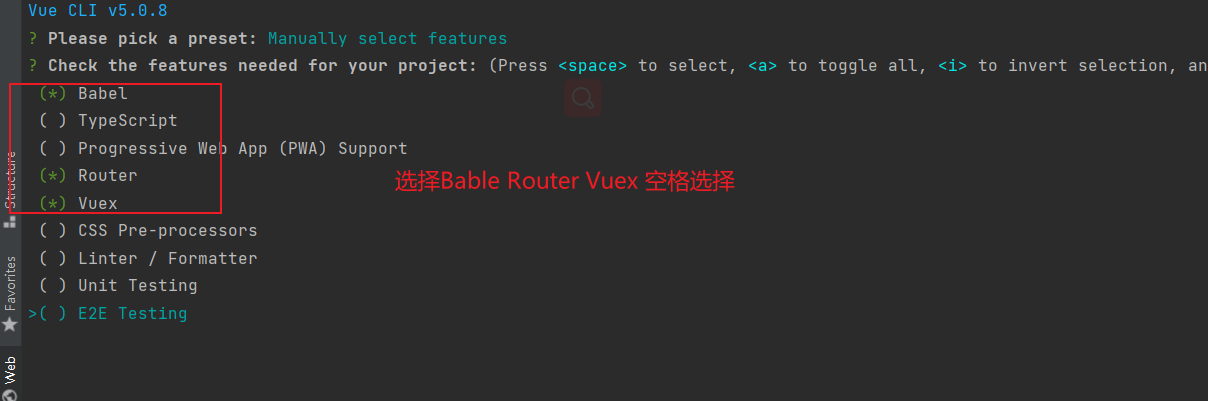 Vue CLI v5.0.8
? Please pick a preset: Manually select features
? Check the features needed for your project: (Press <space> to select, <a> to toggle all, <i> to invert selection, an
(*) Babel
( ) TypeScript
( ) Progressive Web App (PWA) Support
(*) Router
选择Bable Router Vuex 空格选择
(*) Vuex
( ) CSS Pre-processors
( ) Linter / Formatter
( ) Unit Testing
>( ) E2E Testing
Structure
Favorites
Web